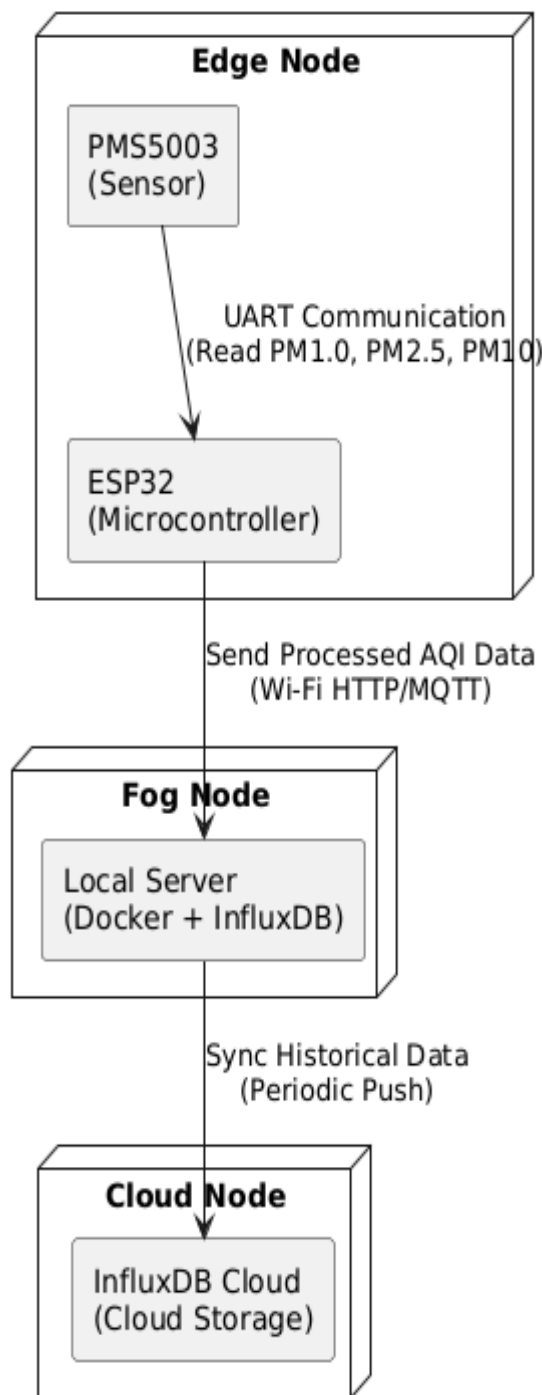 Edge Node
PMS5003
(Sensor)
UART Communication
(Read PM1.0, PM2.5, PM10)
ESP32
(Microcontroller)
Send Processed AQI Data
(Wi-Fi HTTP/MQTT)
Fog Node
Local Server
(Docker + InfluxDB)
Sync Historical Data
(Periodic Push)
Cloud Node
InfluxDB Cloud
(Cloud Storage)